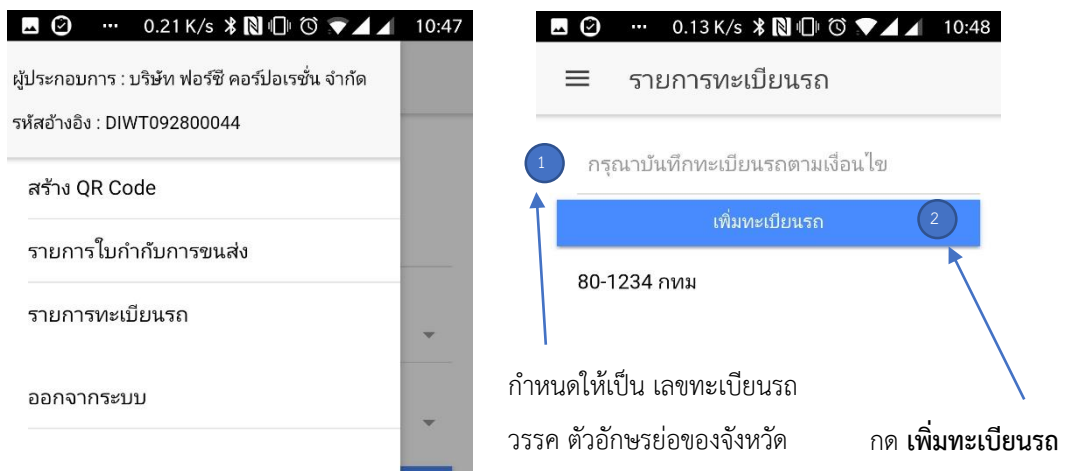 0.21 K/s 10:47
ผู้ประกอบการ : บริษัท ฟอร์ซี คอร์ปอเรชั่น จำกัด
รหัสอ้างอิง : DIWT092800044
สร้าง QR Code
รายการใบกำกับการขนส่ง
รายการทะเบียนรถ
ออกจากระบบ
0.13 K/s 10:48
รายการทะเบียนรถ
1 กรุณาบันทึกทะเบียนรถตามเงื่อนไข
เพิ่มทะเบียนรถ 2
80-1234 กทม
กำหนดให้เป็น เลขทะเบียนรถ
วรรค ตัวอักษรย่อของจังหวัด
กด เพิ่มทะเบียนรถ